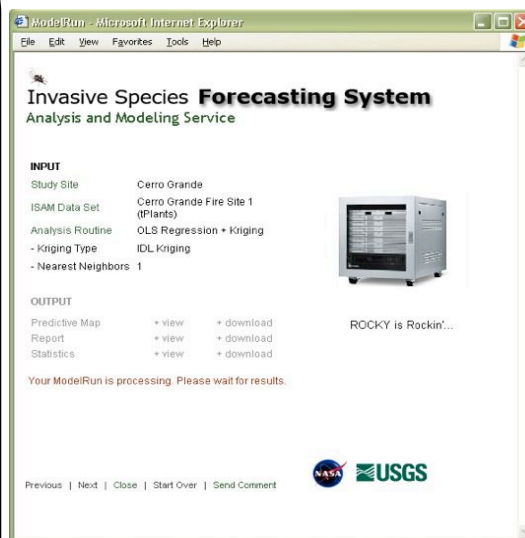 ModelRun - Microsoft Internet Explorer
File Edit View Favorites Tools Help
Invasive Species Forecasting System
Analysis and Modeling Service
INPUT
Study Site Cerro Grande
ISAM Data Set Cerro Grande Fire Site 1 (tPlants)
Analysis Routine OLS Regression + Kriging
- Kriging Type IDL Kriging
- Nearest Neighbors 1
OUTPUT
Predictive Map + view + download
Report + view + download
Statistics + view + download
ROCKY is Rockin'...
Your ModelRun is processing. Please wait for results.
NASA USGS
Previous | Next | Close | Start Over | Send Comment